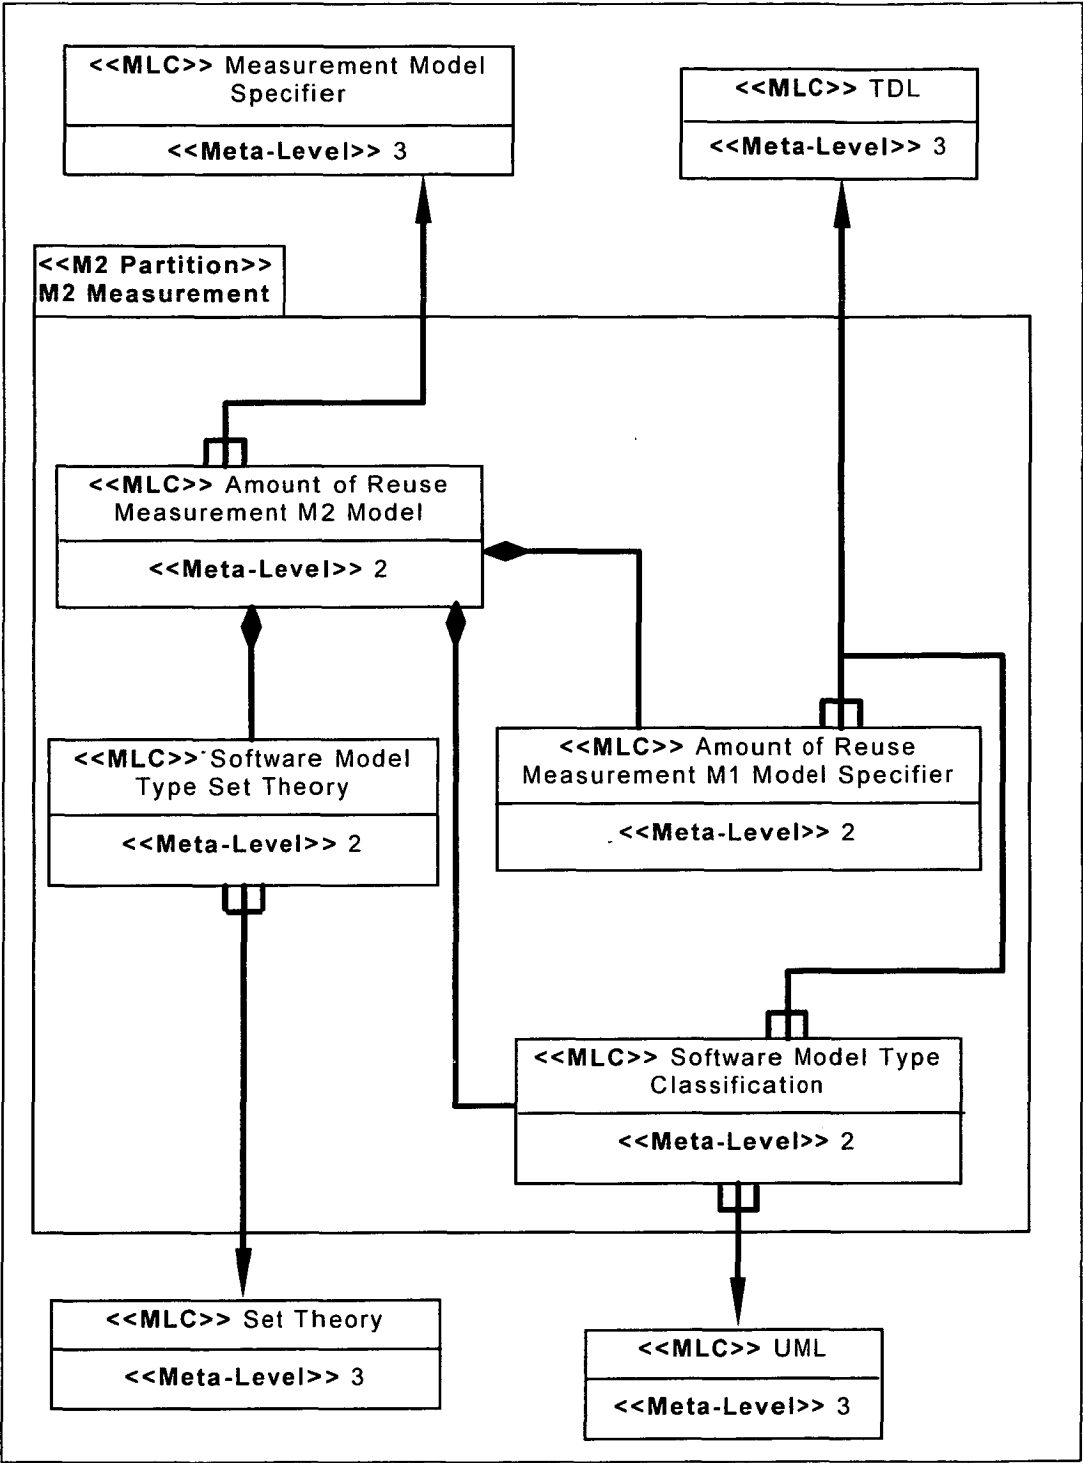 <<MLC>> Measurement Model
Specifier
<<Meta-Level>> 3
<<MLC>> TDL
<<Meta-Level>> 3
<<M2 Partition>>
M2 Measurement
<<MLC>> Amount of Reuse
Measurement M2 Model
<<Meta-Level>> 2
<<MLC>> Software Model
Type Set Theory
<<Meta-Level>> 2
<<MLC>> Amount of Reuse
Measurement M1 Model Specifier
<<Meta-Level>> 2
<<MLC>> Software Model Type
Classification
<<Meta-Level>> 2
<<MLC>> Set Theory
<<Meta-Level>> 3
<<MLC>> UML
<<Meta-Level>> 3